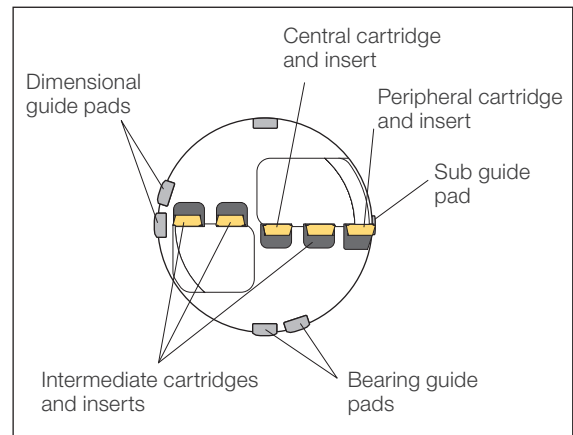 Central cartridge
and insert
Dimensional
guide pads
Peripheral cartridge
and insert
Sub guide
pad
Intermediate cartridges
and inserts
Bearing guide
pads